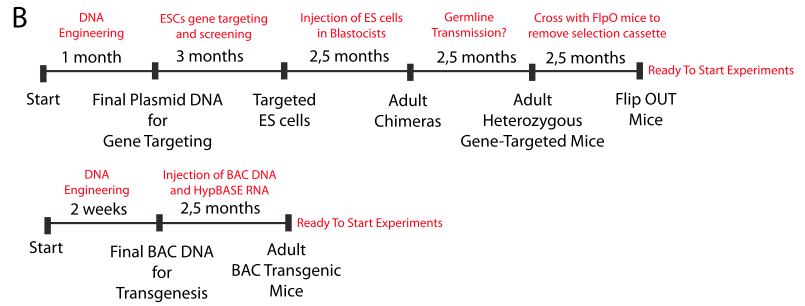 B
DNA
Engineering
ESCs gene targeting
and screening
Injection of ES cells
in Blastocists
Germline
Transmission?
Cross with FlpO mice to
remove selection cassette
1 month
3 months
2,5 months
2,5 months
2,5 months
Ready To Start Experiments
Start
Final Plasmid DNA
for
Gene Targeting
Targeted
ES cells
Adult
Chimeras
Adult
Heterozygous
Gene-Targeted Mice
Flip OUT
Mice
DNA
Engineering
Injection of BAC DNA
and HypBASE RNA
2 weeks
2,5 months
Ready To Start Experiments
Start
Final BAC DNA
for
Transgenesis
Adult
BAC Transgenic
Mice